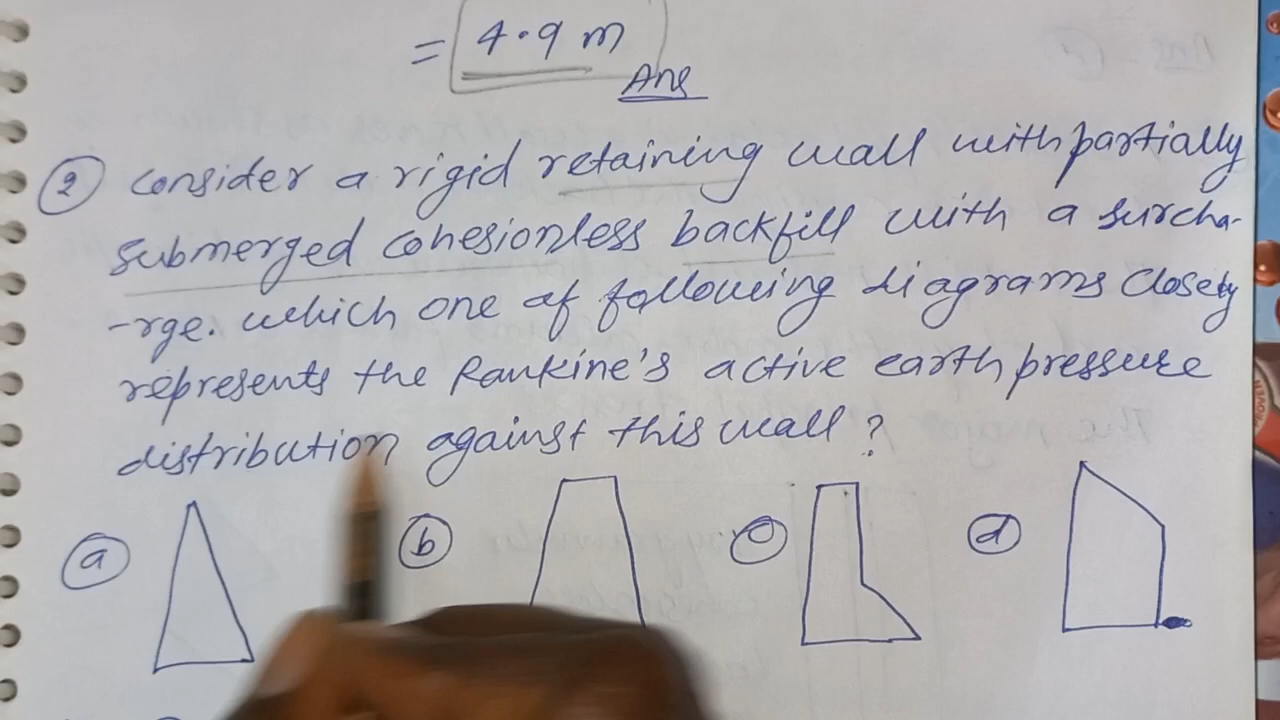 = 4.9 m
Ans
② Consider a rigid retaining wall with partially
submerged cohesionless backfill with a surcha-
-rge. which one of following diagrams closely
represents the Rankine's active earth pressure
distribution against this wall ?
ⓐ ⓑ ⓒ ⓓ